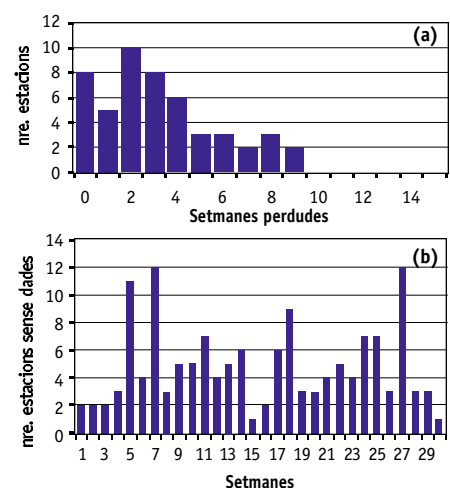 (a)
nre. estacions
12
10
8
6
4
2
0
0 2 4 6 8 10 12 14
Setmanes perdudes
(b)
nre. estacions sense dades
14
12
10
8
6
4
2
0
1 3 5 7 9 11 13 15 17 19 21 23 25 27 29
Setmanes